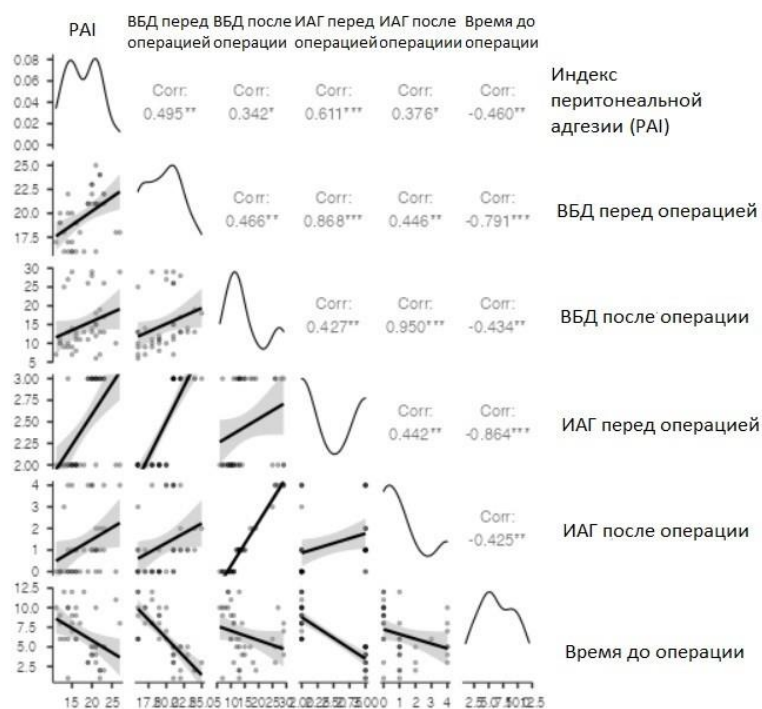 PAI ВБД перед ВБД после ИАГ перед ИАГ после Время до
операцией операции операцией операциии операции
0.08
0.06
0.04
0.02
0.00
Corr: Corr: Corr: Corr: Corr:
0.495** 0.342* 0.611*** 0.376* -0.460**
Индекс
перитонеальной
адгезии (PAI)
25.0
22.5
20.0
17.5
Corr: Corr: Corr: Corr:
0.466** 0.868*** 0.446** -0.791***
ВБД перед операцией
30
25
20
15
10
5
Corr: Corr: Corr:
0.427** 0.950*** -0.434**
ВБД после операции
3.00
2.75
2.50
2.25
2.00
Corr: Corr:
0.442** -0.864***
ИАГ перед операцией
4
3
2
1
0
Corr:
-0.425**
ИАГ после операции
12.5
10.0
7.5
5.0
2.5
Время до операции
15 20 25
0 1 2 3 4